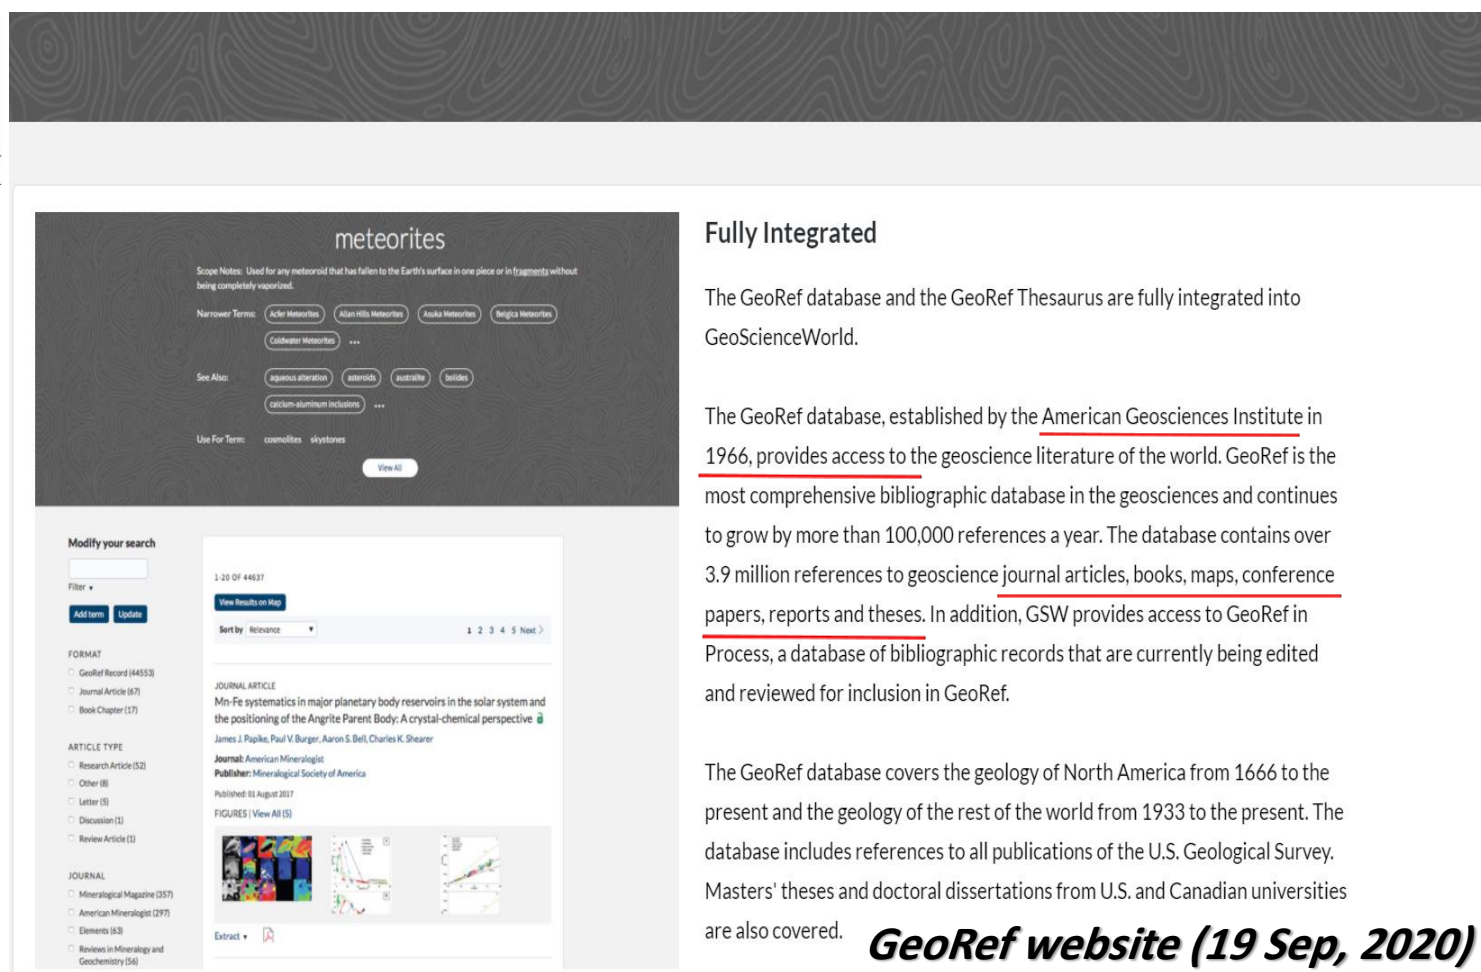 meteorites
Scope Notes: Used for any meteoroid that has fallen to the Earth's surface in one piece or in fragments without
being completely vaporized.
Narrower Terms: Acfer Meteorites Allan Hills Meteorites Asuka Meteorites Belgica Meteorites
Coldwater Meteorites ...
See Also: aqueous alteration asteroids australite bolides
calcium-aluminum inclusions ...
Use For Term: cosmolites skystones
View All
Modify your search
Filter
Add term Update
FORMAT
GeoRef Record (44553)
Journal Article (67)
Book Chapter (17)
ARTICLE TYPE
Research Article (52)
Other (8)
Letter (5)
Discussion (1)
Review Article (1)
JOURNAL
Mineralogical Magazine (357)
American Mineralogist (297)
Elements (63)
Reviews in Mineralogy and
Geochemistry (56)
1-20 OF 44637
View Results on Map
Sort by Relevance
1 2 3 4 5 Next
JOURNAL ARTICLE
Mn-Fe systematics in major planetary body reservoirs in the solar system and
the positioning of the Angrite Parent Body: A crystal-chemical perspective
James J. Papike, Paul V. Burger, Aaron S. Bell, Charles K. Shearer
Journal: American Mineralogist
Publisher: Mineralogical Society of America
Published: 01 August 2017
FIGURES | View All (5)
Extract
Fully Integrated
The GeoRef database and the GeoRef Thesaurus are fully integrated into
GeoScienceWorld.
The GeoRef database, established by the American Geosciences Institute in
1966, provides access to the geoscience literature of the world. GeoRef is the
most comprehensive bibliographic database in the geosciences and continues
to grow by more than 100,000 references a year. The database contains over
3.9 million references to geoscience journal articles, books, maps, conference
papers, reports and theses. In addition, GSW provides access to GeoRef in
Process, a database of bibliographic records that are currently being edited
and reviewed for inclusion in GeoRef.
The GeoRef database covers the geology of North America from 1666 to the
present and the geology of the rest of the world from 1933 to the present. The
database includes references to all publications of the U.S. Geological Survey.
Masters' theses and doctoral dissertations from U.S. and Canadian universities
are also covered.
GeoRef website (19 Sep, 2020)